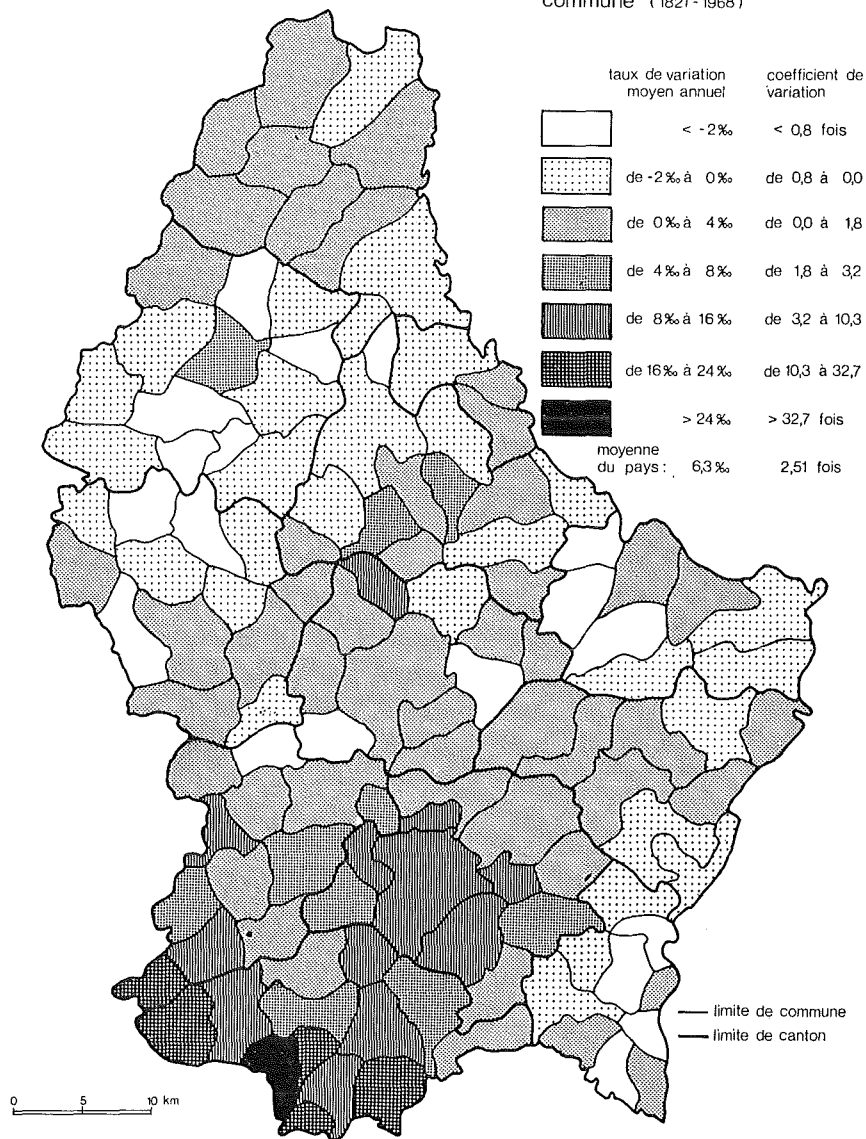 commune (1821-1968)
taux de variation moyen annuel
coefficient de variation
< -2‰ < 0,8 fois
de -2‰ à 0‰ de 0,8 à 0,0
de 0‰ à 4‰ de 0,0 à 1,8
de 4‰ à 8‰ de 1,8 à 3,2
de 8‰ à 16‰ de 3,2 à 10,3
de 16‰ à 24‰ de 10,3 à 32,7
> 24‰ > 32,7 fois
moyenne
du pays : 6,3‰ 2,51 fois
limite de commune
limite de canton
0 5 10 km